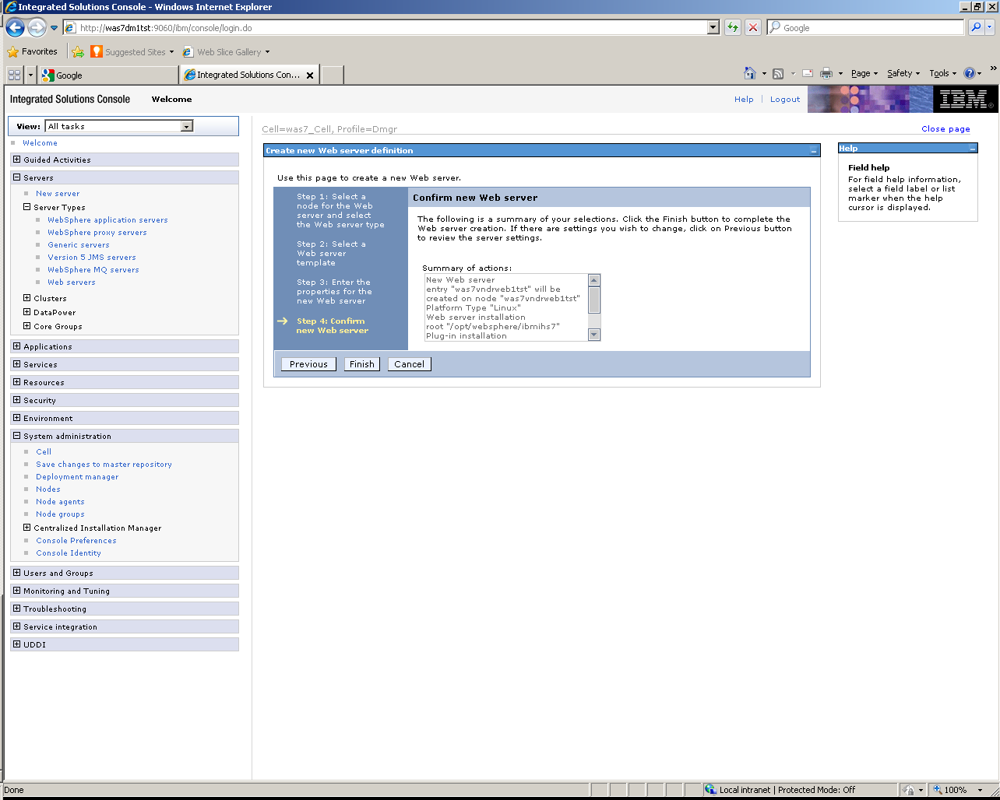 Integrated Solutions Console - Windows Internet Explorer
http://was7dm1tst:9060/ibm/console/login.do
Google
Favorites
Suggested Sites
Web Slice Gallery
Google
Integrated Solutions Con...
Page
Safety
Tools
Integrated Solutions Console
Welcome
Help
Logout
IBM
View:
All tasks
Welcome
Guided Activities
Servers
New server
Server Types
WebSphere application servers
WebSphere proxy servers
Generic servers
Version 5 JMS servers
WebSphere MQ servers
Web servers
Clusters
DataPower
Core Groups
Applications
Services
Resources
Security
Environment
System administration
Cell
Save changes to master repository
Deployment manager
Nodes
Node agents
Node groups
Centralized Installation Manager
Console Preferences
Console Identity
Users and Groups
Monitoring and Tuning
Troubleshooting
Service integration
UDDI
Cell=was7_Cell, Profile=Dmgr
Close page
Create new Web server definition
Use this page to create a new Web server.
Step 1: Select a
node for the Web
server and select
the Web server type
Step 2: Select a
Web server
template
Step 3: Enter the
properties for the
new Web server
Step 4: Confirm
new Web server
Confirm new Web server
The following is a summary of your selections. Click the Finish button to complete the
Web server creation. If there are settings you wish to change, click on Previous button
to review the server settings.
Summary of actions:
New Web server
entry "was7vndrweb1tst" will be
created on node "was7vndrweb1tst"
Platform Type "Linux"
Web server installation
root "/opt/websphere/ibmihs7"
Plug-in installation
Previous
Finish
Cancel
Help
Field help
For field help information,
select a field label or list
marker when the help
cursor is displayed.
Done
Local intranet | Protected Mode: Off
100%